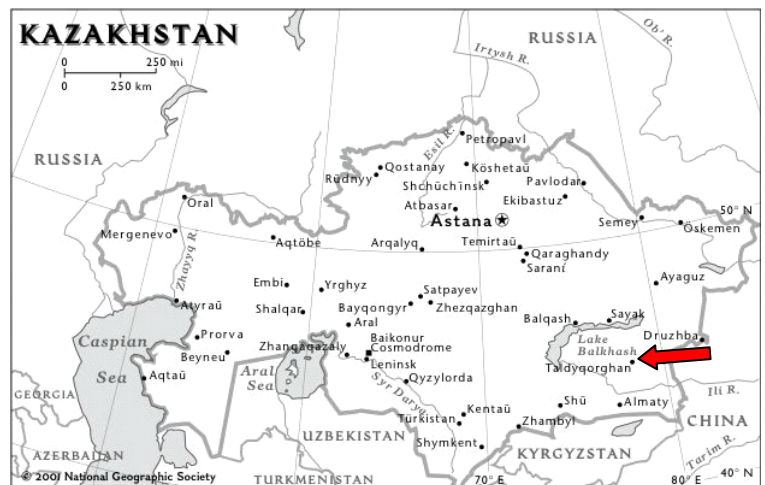 KAZAKHSTAN
0 250 mi
0 250 km
RUSSIA
Ob' R.
Irtysh R.
RUSSIA
Esil R.
Petropavl
Qostanay
Rūdnyy
Köshetaū
Shchūchīnsk
Pavlodar
Ekibastuz
Atbasar
Astana
Oral
Mergenevo
Zhayyq R.
Aqtöbe
Arqalyq
Temirtaū
Qaraghandy
Saraní
Semey
50° N
Öskemen
Ayaguz
Embi
Yrghyz
Satpayev
Bayqongyr
Zhezqazghan
Atyraū
Shalqar
Aral
Balqash
Sayak
Druzhba
Caspian
Sea
Prorva
Beyneu
Zhangaqazaly
Baikonur
Cosmodrome
Leninsk
Lake
Balkhash
Taldyqorghan
Aqtaū
Aral
Sea
Syr Darya
Qyzylorda
GEORGIA
Kentaū
Türkistan
Shū
Almaty
Ili R.
Zhambyl
CHINA
UZBEKISTAN
Shymkent
KYRGYZSTAN
Tarim R.
AZERBAIJAN
© 2001 National Geographic Society
TURKMENISTAN
70° E
80° E
40° N